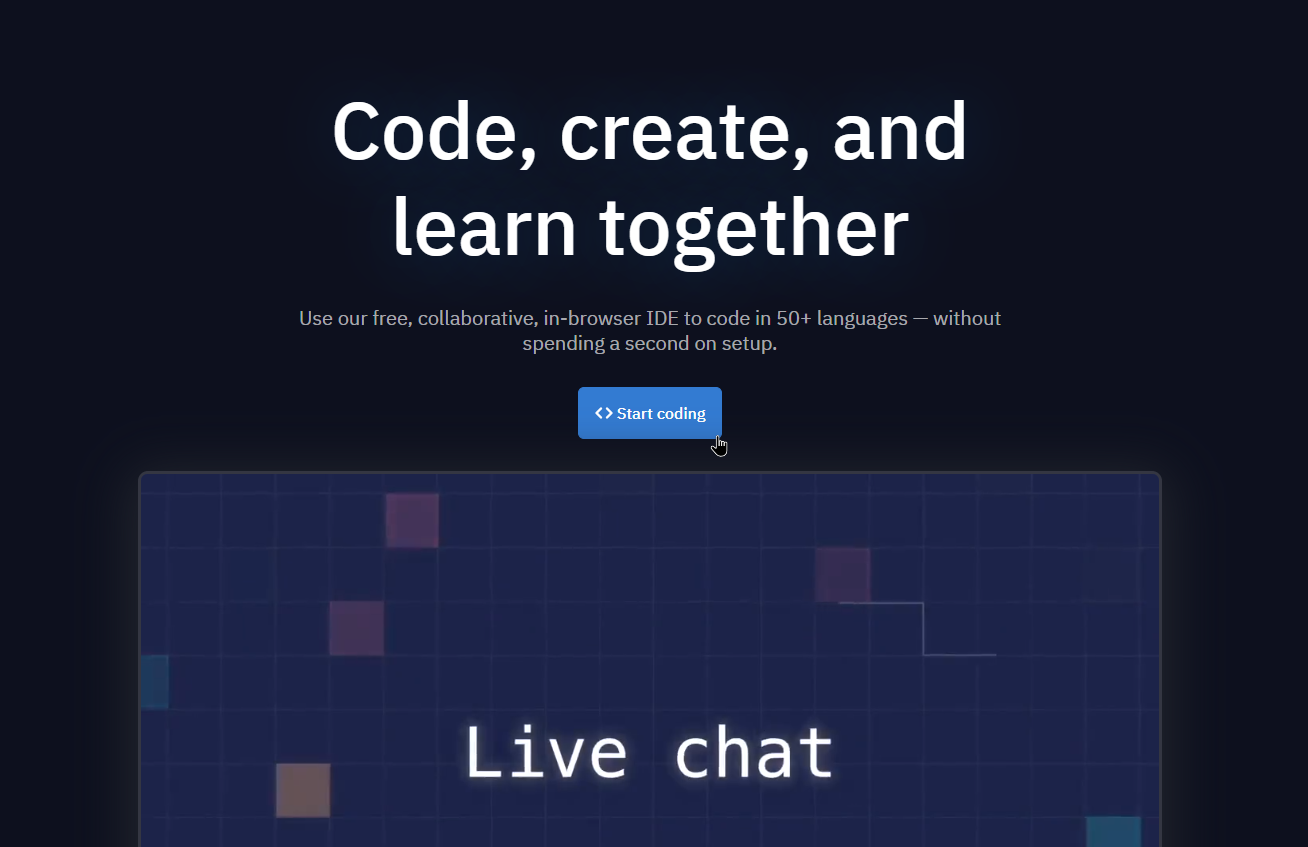 Code, create, and
learn together
Use our free, collaborative, in-browser IDE to code in 50+ languages — without
spending a second on setup.
Start coding
Live chat